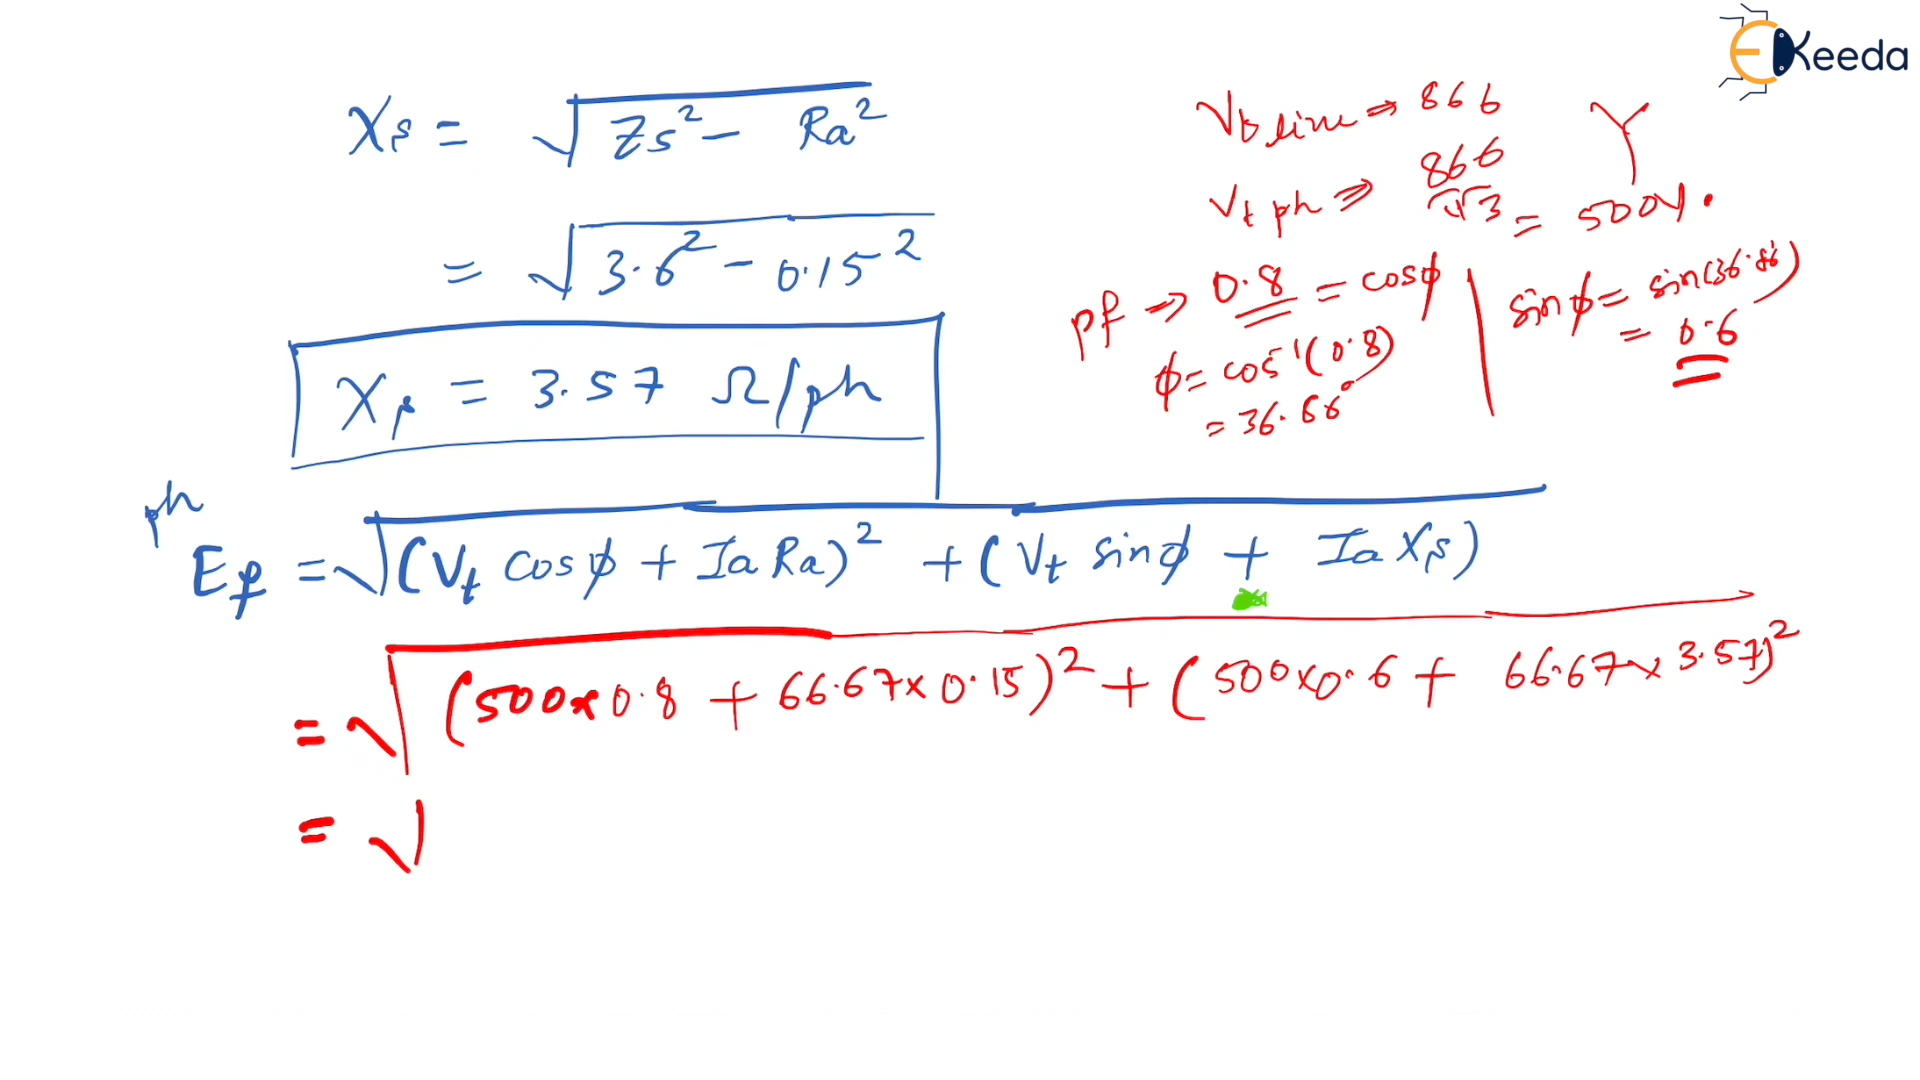 EKeeda
Xs = √(Zs² − Ra²)
= √(3.6² − 0.15²)
Xs = 3.57 Ω/ph
Vt line ⇒ 866 Y
Vt ph ⇒ 866/√3 = 500V.
pf ⇒ 0.8 = cosϕ
ϕ = cos⁻¹(0.8)
= 36.86°
sinϕ = sin(36.86)
= 0.6
ph
Ef = √(Vt cosϕ + Ia Ra)² + (Vt sinϕ + Ia Xs)
= √(500×0.8 + 66.67×0.15)² + (500×0.6 + 66.67×3.57)²
= √